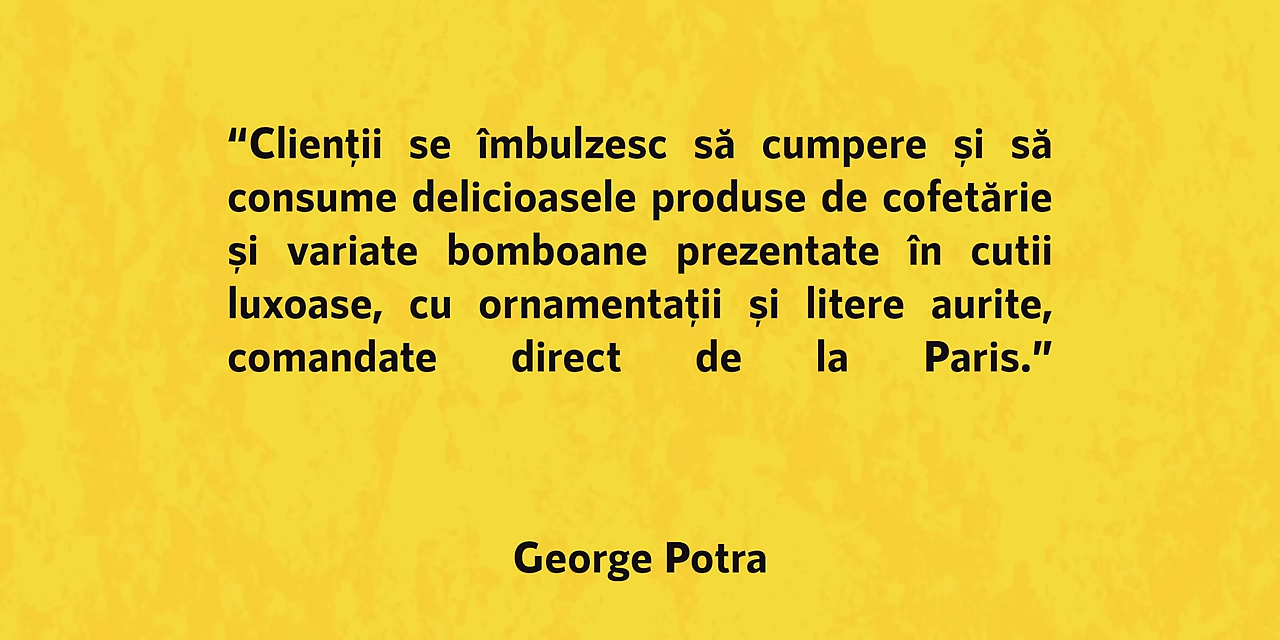 “Clienții se îmbulzesc să cumpere și să
consume delicioasele produse de cofetărie
și variate bomboane prezentate în cutii
luxoase, cu ornamentații și litere aurite,
comandate direct de la Paris.”
George Potra